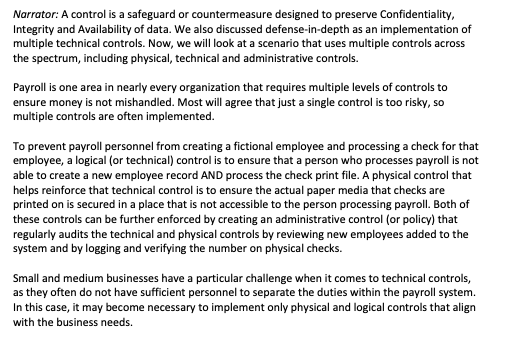 Narrator: A control is a safeguard or countermeasure designed to preserve Confidentiality,
Integrity and Availability of data. We also discussed defense-in-depth as an implementation of
multiple technical controls. Now, we will look at a scenario that uses multiple controls across
the spectrum, including physical, technical and administrative controls.
Payroll is one area in nearly every organization that requires multiple levels of controls to
ensure money is not mishandled. Most will agree that just a single control is too risky, so
multiple controls are often implemented.
To prevent payroll personnel from creating a fictional employee and processing a check for that
employee, a logical (or technical) control is to ensure that a person who processes payroll is not
able to create a new employee record AND process the check print file. A physical control that
helps reinforce that technical control is to ensure the actual paper media that checks are
printed on is secured in a place that is not accessible to the person processing payroll. Both of
these controls can be further enforced by creating an administrative control (or policy) that
regularly audits the technical and physical controls by reviewing new employees added to the
system and by logging and verifying the number on physical checks.
Small and medium businesses have a particular challenge when it comes to technical controls,
as they often do not have sufficient personnel to separate the duties within the payroll system.
In this case, it may become necessary to implement only physical and logical controls that align
with the business needs.